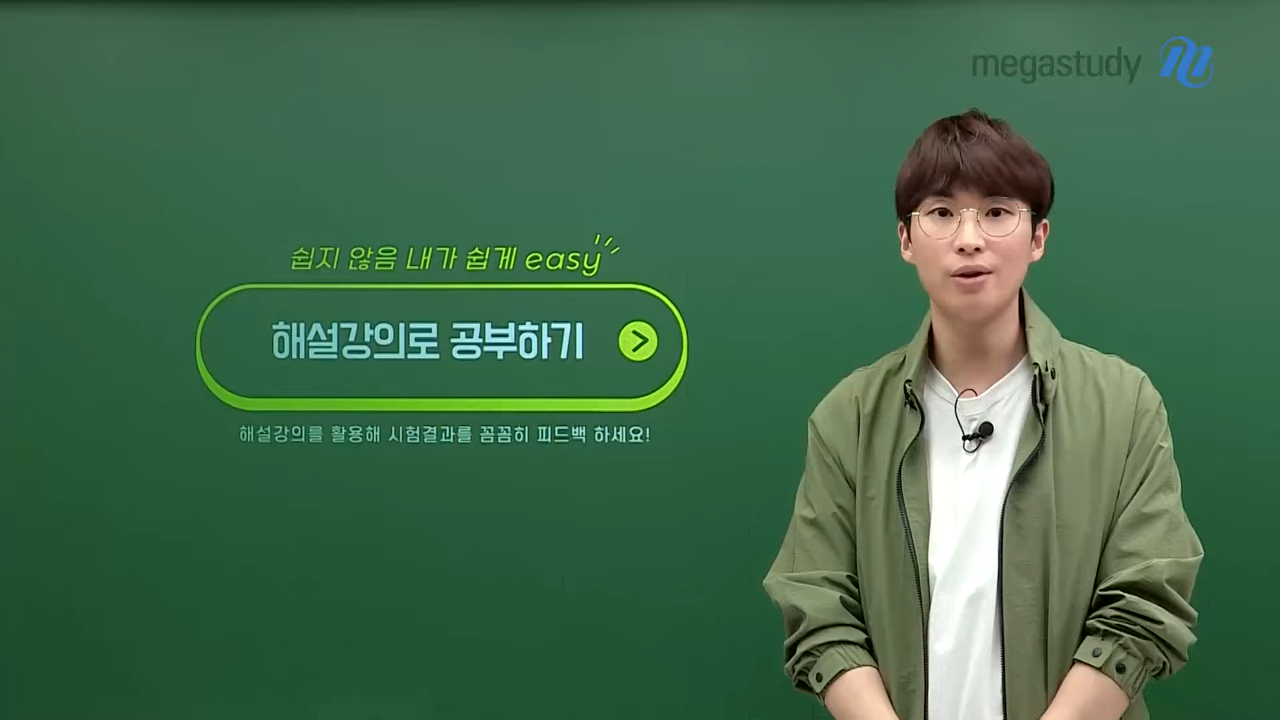 megastudy
쉽지 않음 내가 쉽게 easy
해설강의로 공부하기
해설강의를 활용해 시험결과를 꼼꼼히 피드백 하세요!